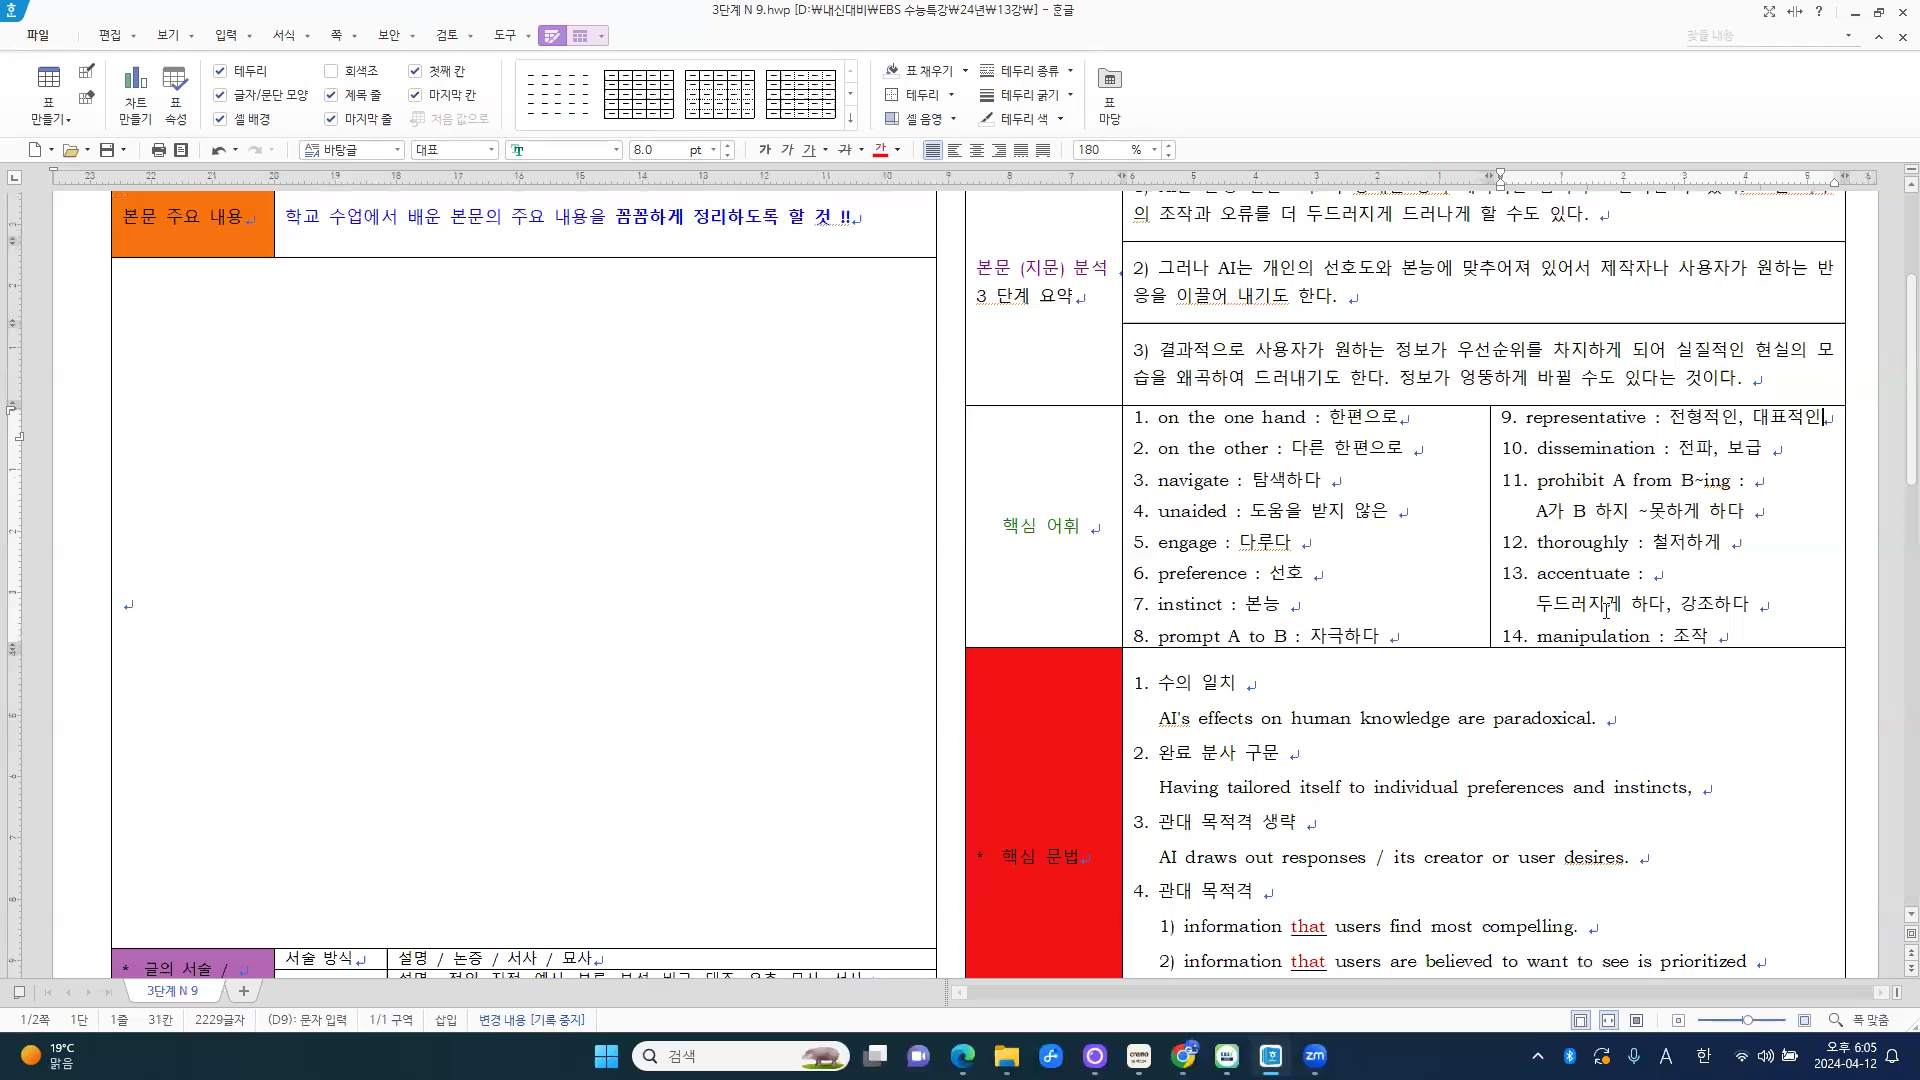 3단계 N 9.hwp [D:\내신대비\EBS 수능특강\24년\13강\] - 한글
파일 편집 보기 입력 서식 쪽 보안 검토 도구 찾을 내용
표 만들기
차트 만들기
표 속성
테두리 회색조 첫째 칸
글자/문단 모양 제목 줄 마지막 칸
셀 배경 마지막 줄 처음 값으로
표 채우기 테두리 종류
테두리 테두리 굵기
셀 음영 테두리 색
표 마당
바탕글 대표 8.0 pt 가 가 가 가 가 180 %
본문 주요 내용
학교 수업에서 배운 본문의 주요 내용을 꼼꼼하게 정리하도록 할 것 !!
* 글의 서술 /
서술 방식
설명 / 논증 / 서사 / 묘사
본문 (지문) 분석
3 단계 요약
의 조작과 오류를 더 두드러지게 드러나게 할 수도 있다.
2) 그러나 AI는 개인의 선호도와 본능에 맞추어져 있어서 제작자나 사용자가 원하는 반
응을 이끌어 내기도 한다.
3) 결과적으로 사용자가 원하는 정보가 우선순위를 차지하게 되어 실질적인 현실의 모
습을 왜곡하여 드러내기도 한다. 정보가 엉뚱하게 바뀔 수도 있다는 것이다.
핵심 어휘
1. on the one hand : 한편으로
2. on the other : 다른 한편으로
3. navigate : 탐색하다
4. unaided : 도움을 받지 않은
5. engage : 다루다
6. preference : 선호
7. instinct : 본능
8. prompt A to B : 자극하다
9. representative : 전형적인, 대표적인
10. dissemination : 전파, 보급
11. prohibit A from B~ing :
A가 B 하지 ~못하게 하다
12. thoroughly : 철저하게
13. accentuate :
두드러지게 하다, 강조하다
14. manipulation : 조작
* 핵심 문법
1. 수의 일치
AI's effects on human knowledge are paradoxical.
2. 완료 분사 구문
Having tailored itself to individual preferences and instincts,
3. 관대 목적격 생략
AI draws out responses / its creator or user desires.
4. 관대 목적격
1) information that users find most compelling.
2) information that users are believed to want to see is prioritized
3단계 N 9
1/2쪽 1단 1줄 31칸 2229글자 (D9): 문자 입력 1/1 구역 삽입 변경 내용 [기록 중지] 폭 맞춤
19°C
맑음
검색
A 한
오후 6:05
2024-04-12